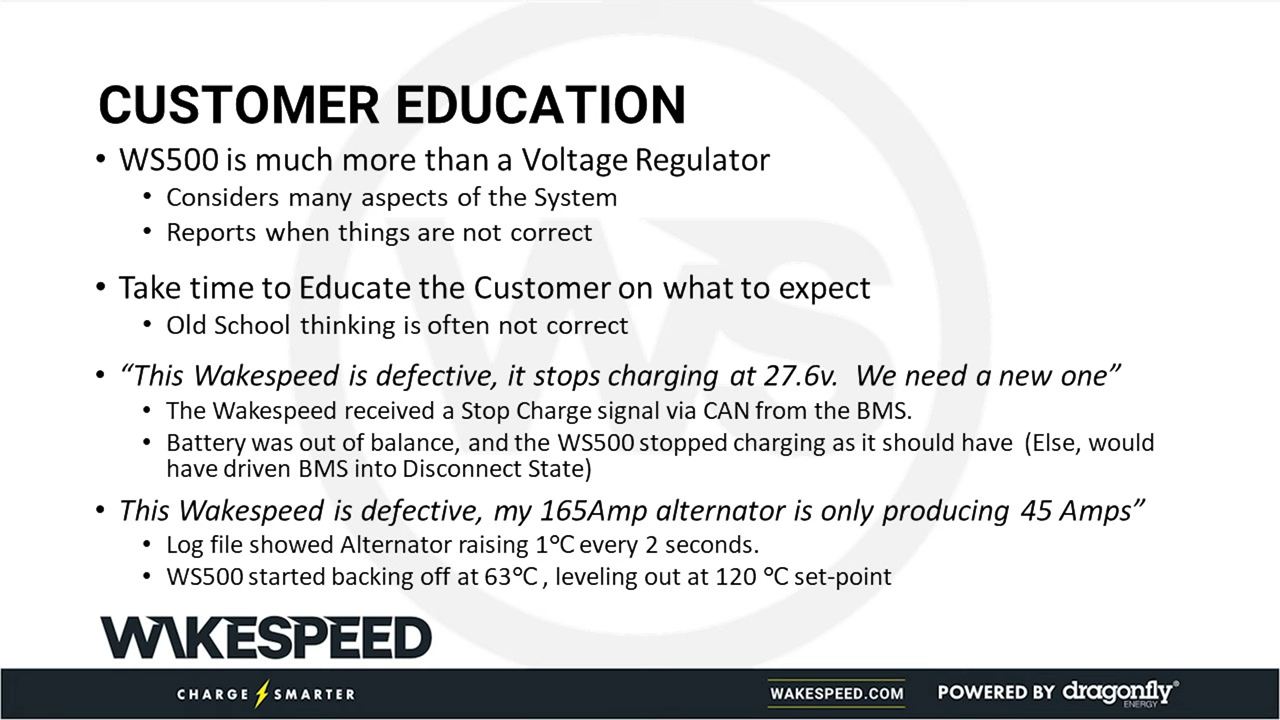 CUSTOMER EDUCATION
• WS500 is much more than a Voltage Regulator
• Considers many aspects of the System
• Reports when things are not correct
• Take time to Educate the Customer on what to expect
• Old School thinking is often not correct
• “This Wakespeed is defective, it stops charging at 27.6v. We need a new one”
• The Wakespeed received a Stop Charge signal via CAN from the BMS.
• Battery was out of balance, and the WS500 stopped charging as it should have (Else, would
have driven BMS into Disconnect State)
• This Wakespeed is defective, my 165Amp alternator is only producing 45 Amps”
• Log file showed Alternator raising 1°C every 2 seconds.
• WS500 started backing off at 63°C , leveling out at 120 °C set-point
WS
WAKESPEED
CHARGE SMARTER
WAKESPEED.COM
POWERED BY dragonfly®
ENERGY